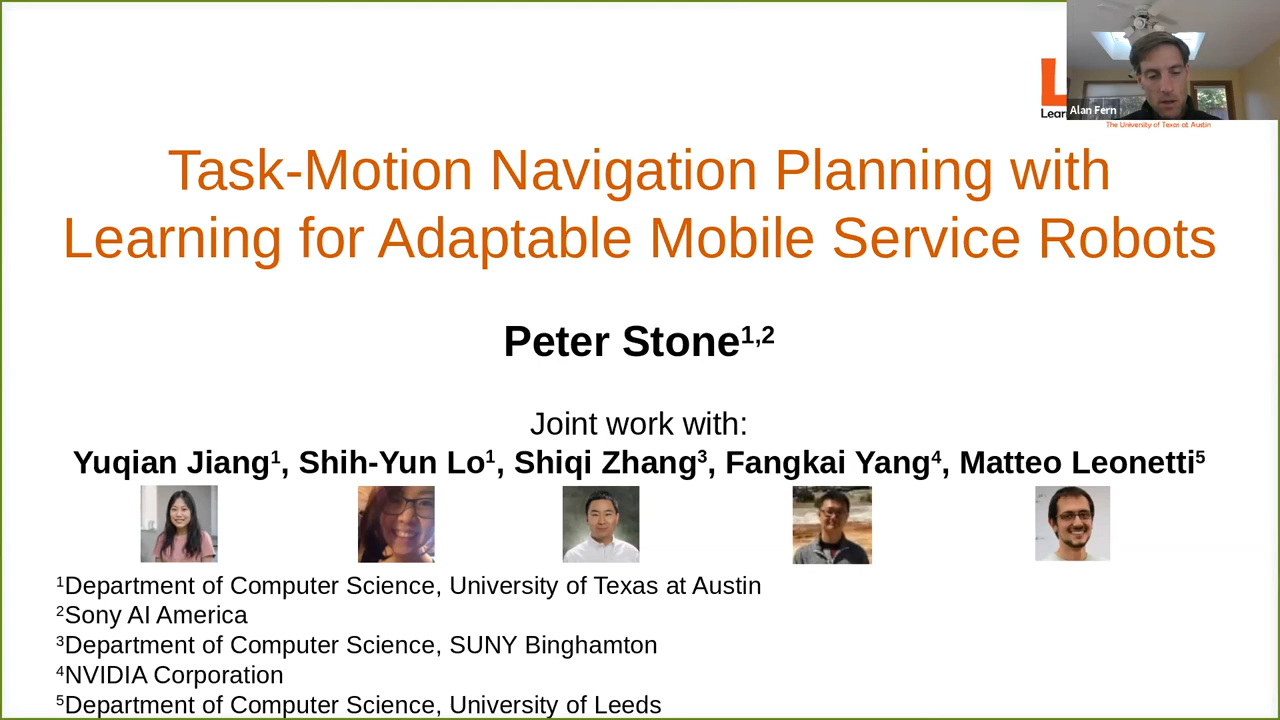 Alan Fern
Lear
The University of Texas at Austin
Task-Motion Navigation Planning with
Learning for Adaptable Mobile Service Robots
Peter Stone¹,²
Joint work with:
Yuqian Jiang¹, Shih-Yun Lo¹, Shiqi Zhang³, Fangkai Yang⁴, Matteo Leonetti⁵
¹Department of Computer Science, University of Texas at Austin
²Sony AI America
³Department of Computer Science, SUNY Binghamton
⁴NVIDIA Corporation
⁵Department of Computer Science, University of Leeds